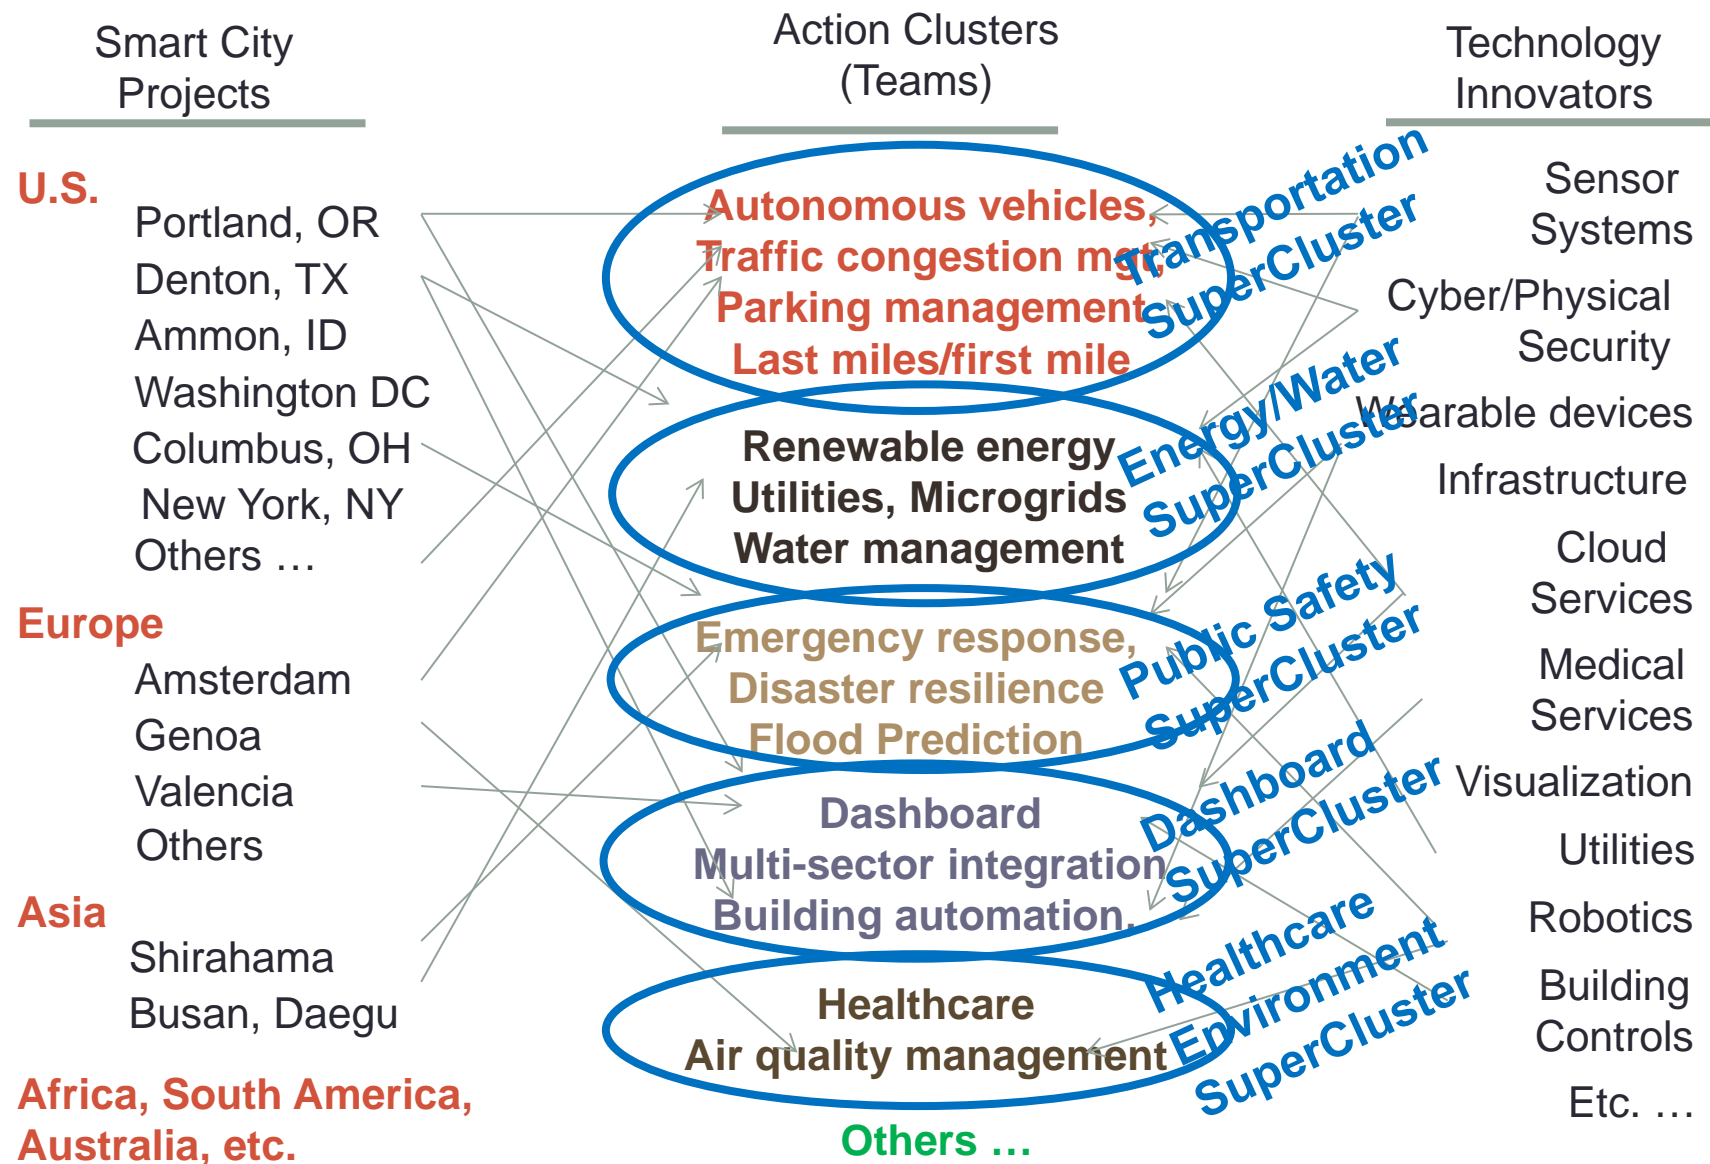 Smart City
Projects
U.S.
Portland, OR
Denton, TX
Ammon, ID
Washington DC
Columbus, OH
New York, NY
Others …
Europe
Amsterdam
Genoa
Valencia
Others
Asia
Shirahama
Busan, Daegu
Africa, South America,
Australia, etc.
Action Clusters
(Teams)
Autonomous vehicles,
Traffic congestion mgt,
Parking management
Last miles/first mile
Renewable energy
Utilities, Microgrids
Water management
Emergency response,
Disaster resilience
Flood Prediction
Dashboard
Multi-sector integration
Building automation.
Healthcare
Air quality management
Others …
Transportation
SuperCluster
Energy/Water
SuperCluster
Public Safety
SuperCluster
Dashboard
SuperCluster
Healthcare
Environment
SuperCluster
Technology
Innovators
Sensor
Systems
Cyber/Physical
Security
Wearable devices
Infrastructure
Cloud
Services
Medical
Services
Visualization
Utilities
Robotics
Building
Controls
Etc. …